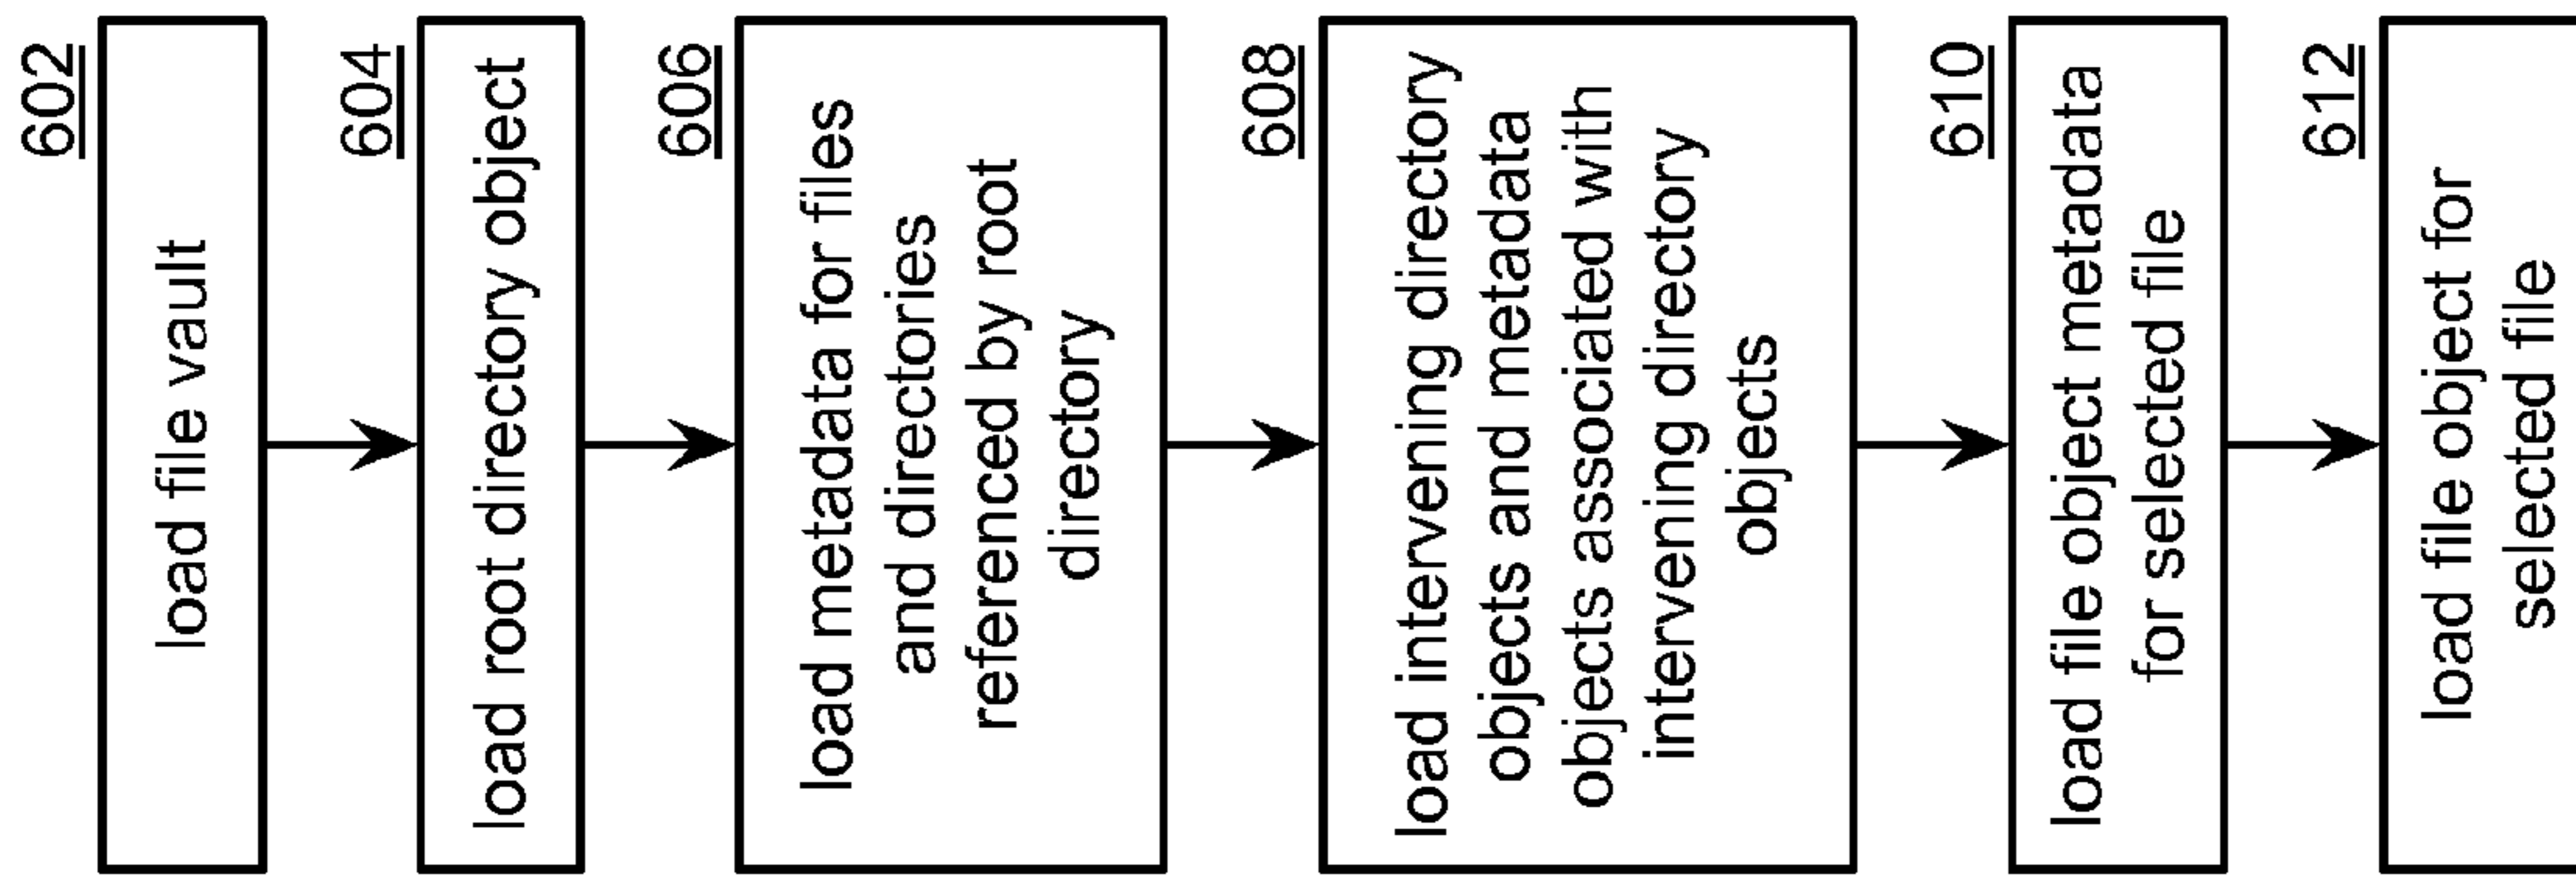 602
load file vault
604
load root directory object
606
load metadata for files
and directories
referenced by root
directory
608
load intervening directory
objects and metadata
objects associated with
intervening directory
objects
610
load file object metadata
for selected file
612
load file object for
selected file